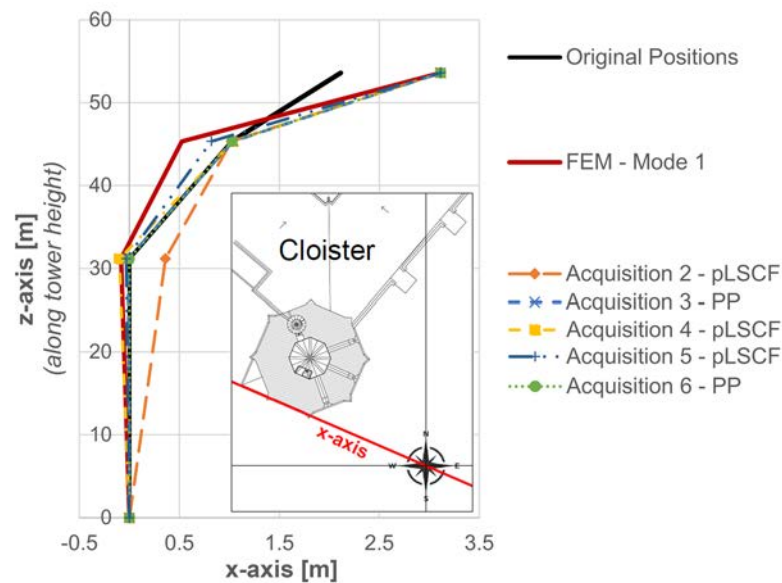 60
50
40
30
20
10
0
-0.5
0.5
1.5
2.5
3.5
z-axis [m]
(along tower height)
x-axis [m]
Cloister
x-axis
N
W
E
S
Original Positions
FEM - Mode 1
Acquisition 2 - pLSCF
Acquisition 3 - PP
Acquisition 4 - pLSCF
Acquisition 5 - pLSCF
Acquisition 6 - PP